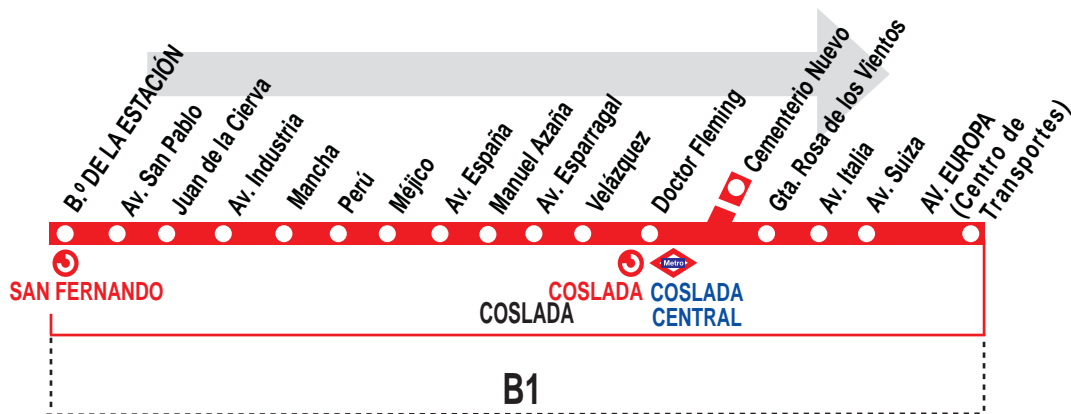 B.º DE LA ESTACIÓN
Av. San Pablo
Juan de la Cierva
Av. Industria
Mancha
Perú
Méjico
Av. España
Manuel Azaña
Av. Esparragal
Velázquez
Doctor Fleming
Cementerio Nuevo
Gta. Rosa de los Vientos
Av. Italia
Av. Suiza
AV. EUROPA
(Centro de
Transportes)
SAN FERNANDO
COSLADA
Metro
COSLADA
CENTRAL
COSLADA
B1